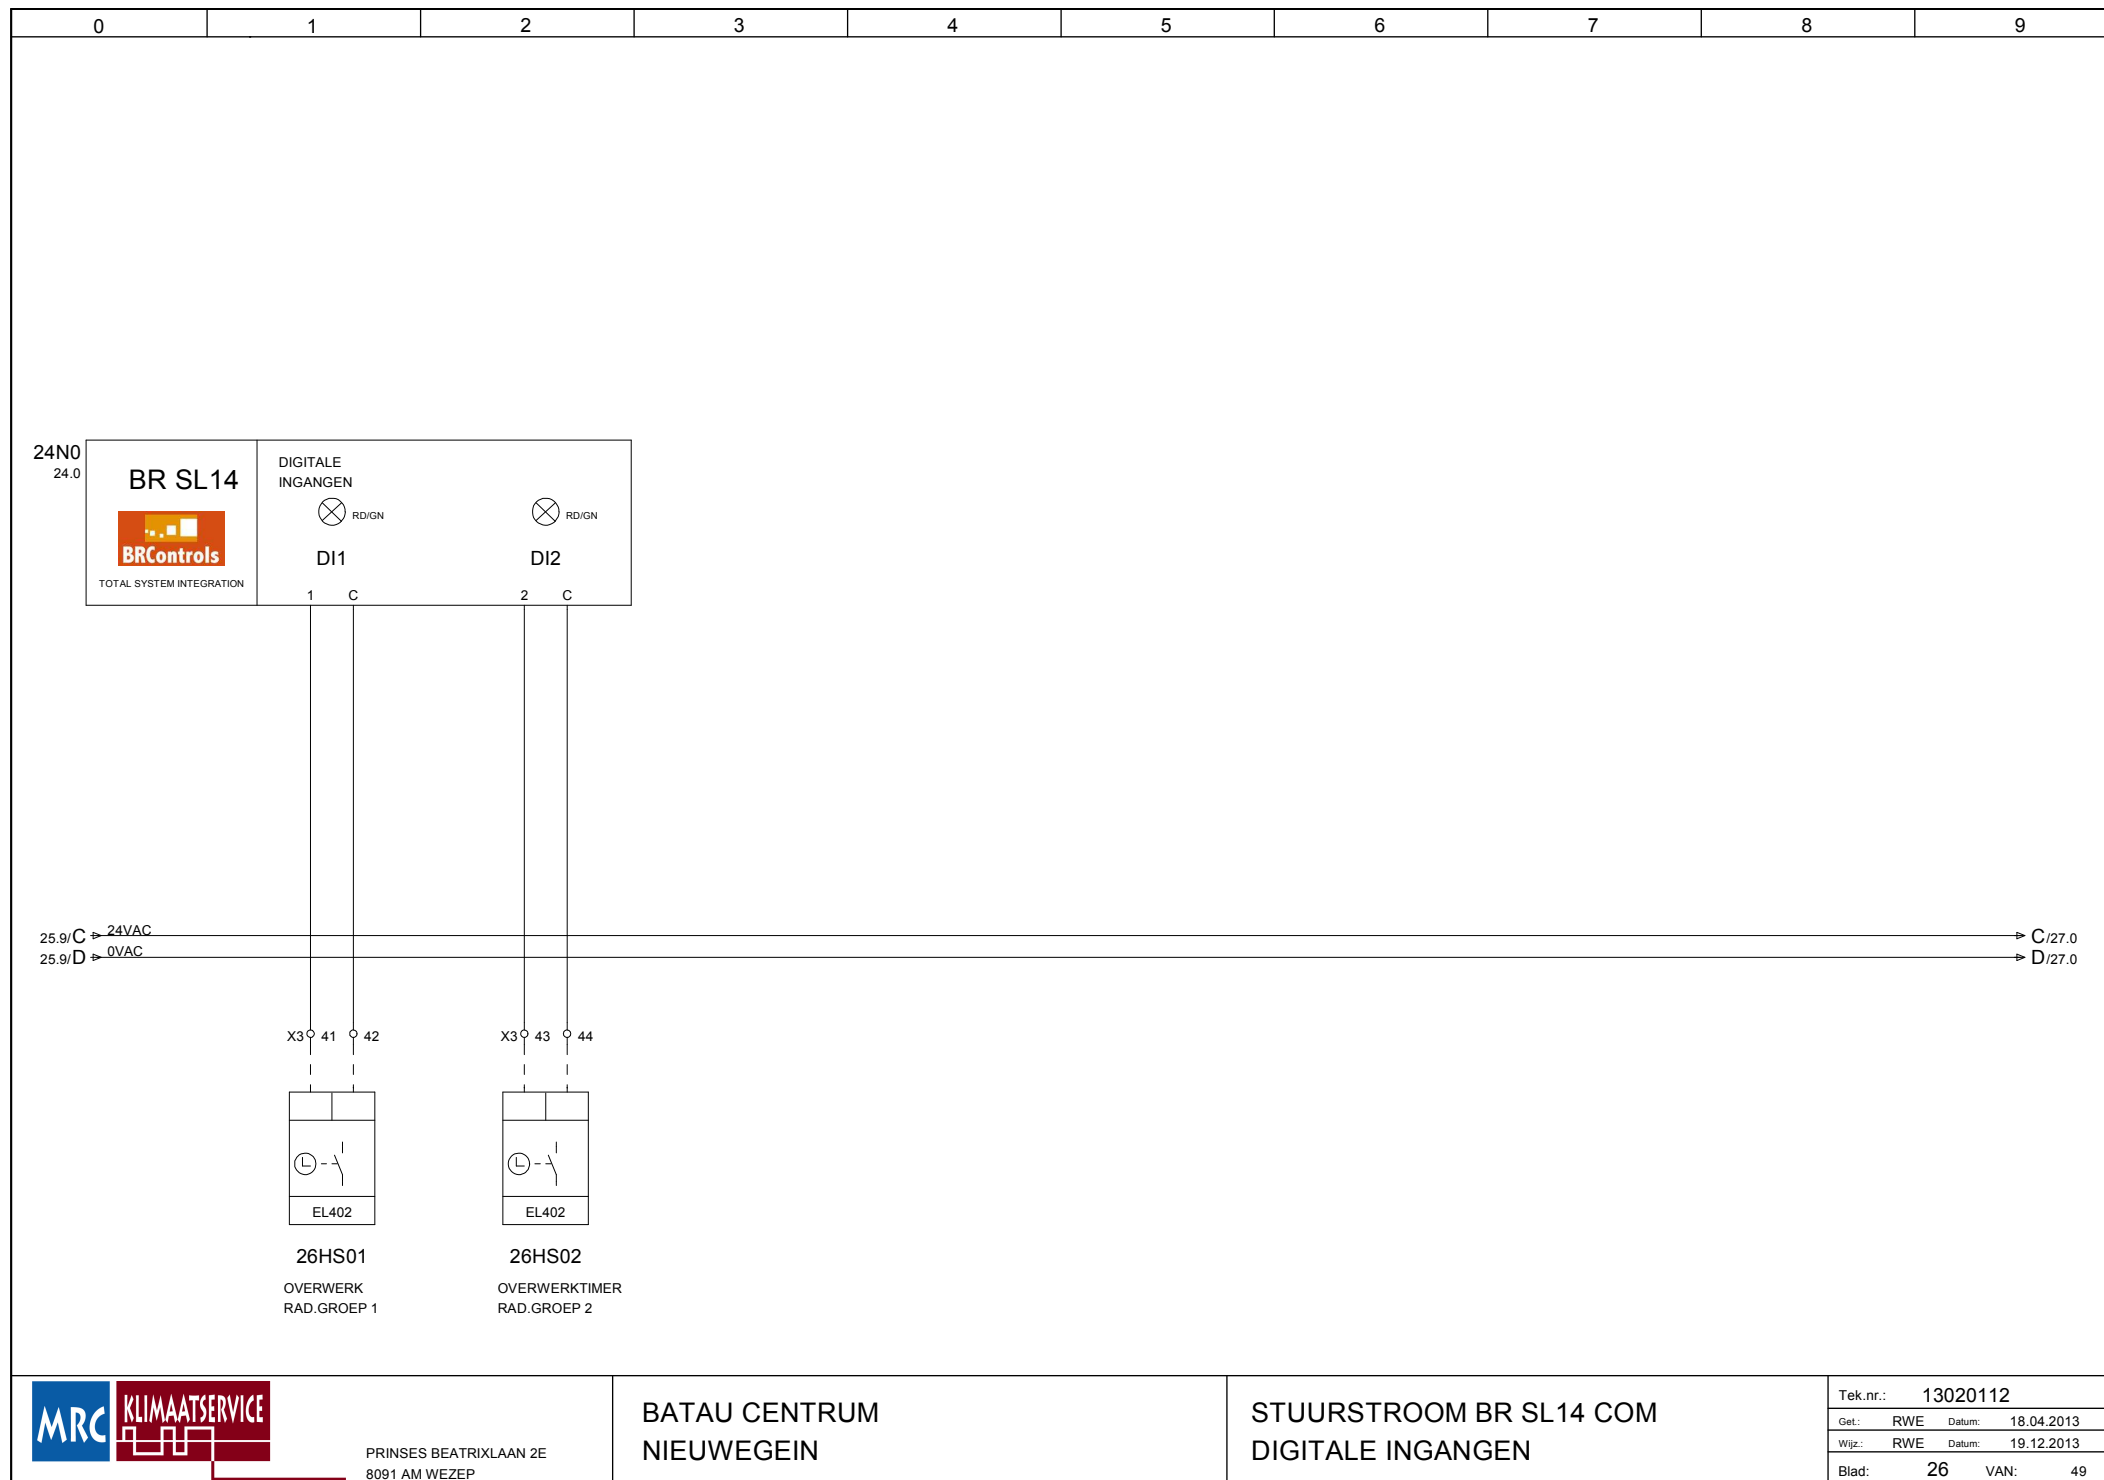 0 1 2 3 4 5 6 7 8 9
24N0
24.0
BR SL14
BRControls
TOTAL SYSTEM INTEGRATION
DIGITALE
INGANGEN
RD/GN RD/GN
DI1 DI2
1 C 2 C
25.9/C 24VAC C/27.0
25.9/D 0VAC D/27.0
X3 41 42 X3 43 44
EL402 EL402
26HS01 26HS02
OVERWERK
RAD.GROEP 1
OVERWERKTIMER
RAD.GROEP 2
MRC KLIMAATSERVICE
PRINSES BEATRIXLAAN 2E
8091 AM WEZEP
BATAU CENTRUM
NIEUWEGEIN
STUURSTROOM BR SL14 COM
DIGITALE INGANGEN
Tek.nr.: 13020112
Get.: RWE Datum: 18.04.2013
Wijz.: RWE Datum: 19.12.2013
Blad: 26 VAN: 49